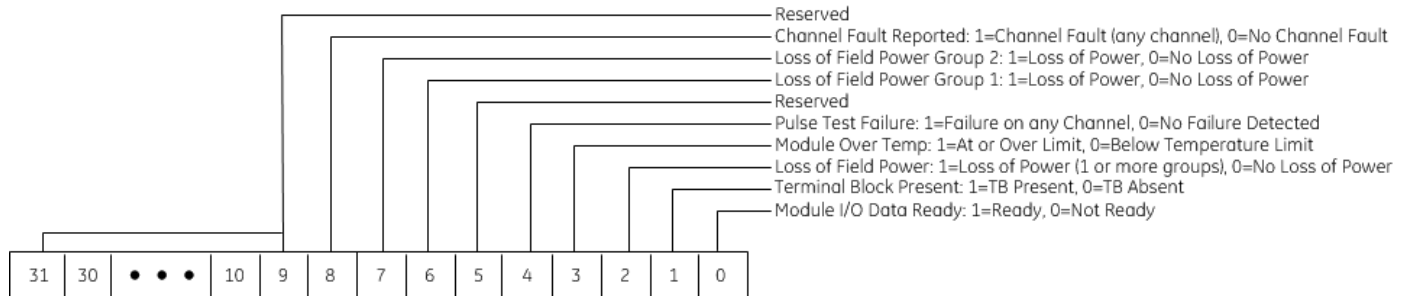 Reserved
Channel Fault Reported: 1=Channel Fault (any channel), 0=No Channel Fault
Loss of Field Power Group 2: 1=Loss of Power, 0=No Loss of Power
Loss of Field Power Group 1: 1=Loss of Power, 0=No Loss of Power
Reserved
Pulse Test Failure: 1=Failure on any Channel, 0=No Failure Detected
Module Over Temp: 1=At or Over Limit, 0=Below Temperature Limit
Loss of Field Power: 1=Loss of Power (1 or more groups), 0=No Loss of Power
Terminal Block Present: 1=TB Present, 0=TB Absent
Module I/O Data Ready: 1=Ready, 0=Not Ready
31 30 • • • 10 9 8 7 6 5 4 3 2 1 0